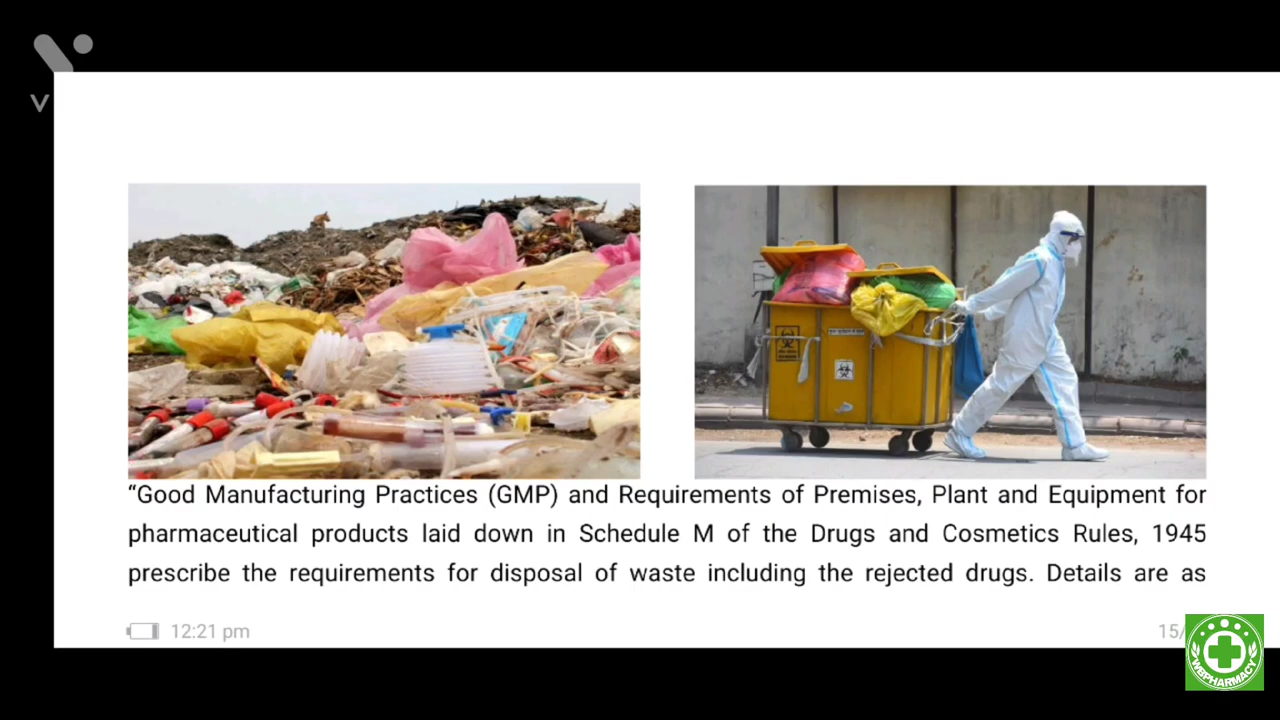 V
“Good Manufacturing Practices (GMP) and Requirements of Premises, Plant and Equipment for
pharmaceutical products laid down in Schedule M of the Drugs and Cosmetics Rules, 1945
prescribe the requirements for disposal of waste including the rejected drugs. Details are as
12:21 pm
15/
WBPHARMACY